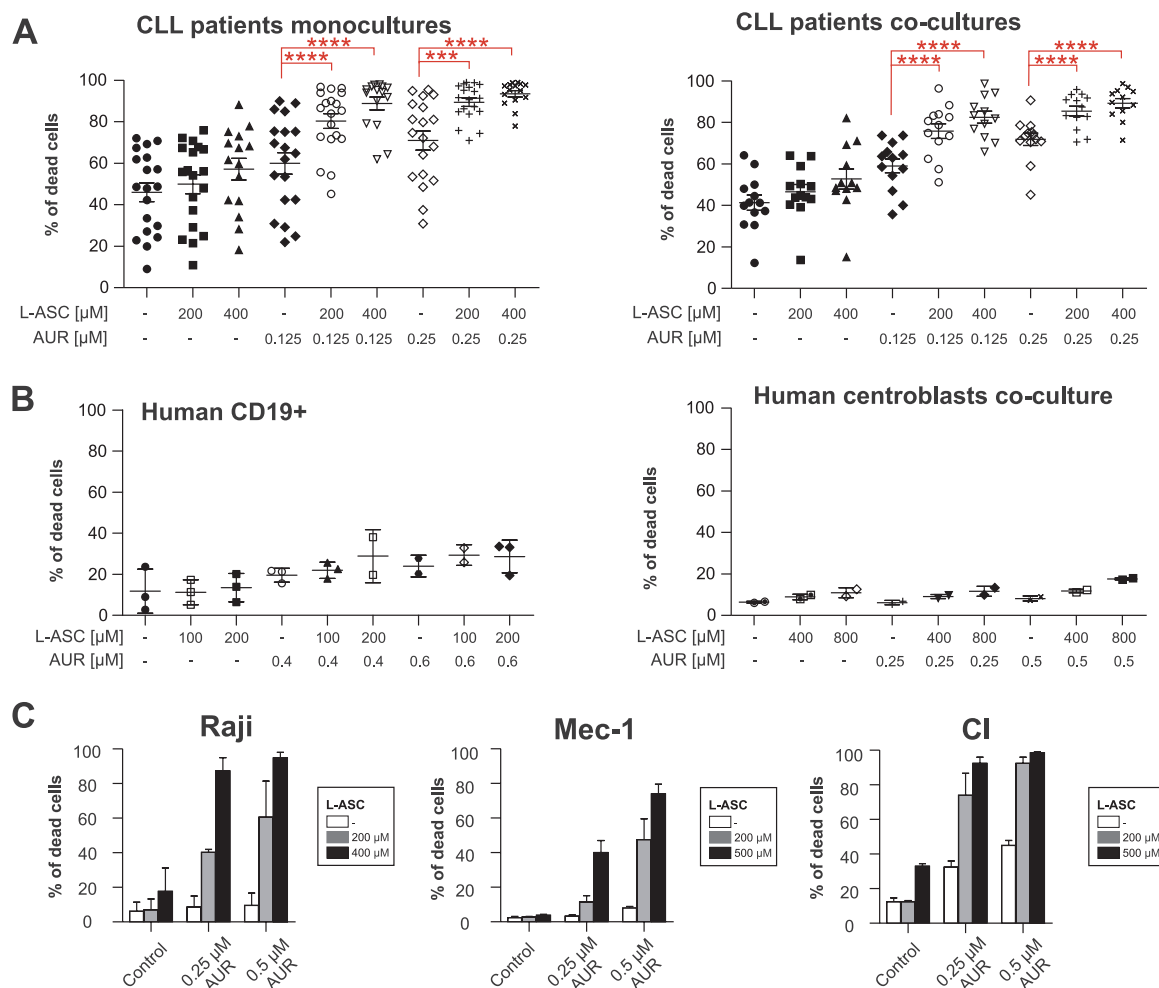 A
CLL patients monocultures
**** **** *** ****
% of dead cells
100
80
60
40
20
0
L-ASC [µM] - 200 400 - 200 400 - 200 400
AUR [µM] - - - 0.125 0.125 0.125 0.25 0.25 0.25
CLL patients co-cultures
**** **** **** ****
% of dead cells
100
80
60
40
20
0
L-ASC [µM] - 200 400 - 200 400 - 200 400
AUR [µM] - - - 0.125 0.125 0.125 0.25 0.25 0.25
B
Human CD19+
% of dead cells
100
80
60
40
20
0
L-ASC [µM] - 100 200 - 100 200 - 100 200
AUR [µM] - - - 0.4 0.4 0.4 0.6 0.6 0.6
Human centroblasts co-culture
% of dead cells
100
80
60
40
20
0
L-ASC [µM] - 400 800 - 400 800 - 400 800
AUR [µM] - - - 0.25 0.25 0.25 0.5 0.5 0.5
C
Raji
% of dead cells
100
80
60
40
20
0
Control
0.25 µM
AUR
0.5 µM
AUR
L-ASC
-
200 µM
400 µM
Mec-1
% of dead cells
100
80
60
40
20
0
Control
0.25 µM
AUR
0.5 µM
AUR
L-ASC
-
200 µM
500 µM
CI
% of dead cells
100
80
60
40
20
0
Control
0.25 µM
AUR
0.5 µM
AUR
L-ASC
-
200 µM
500 µM